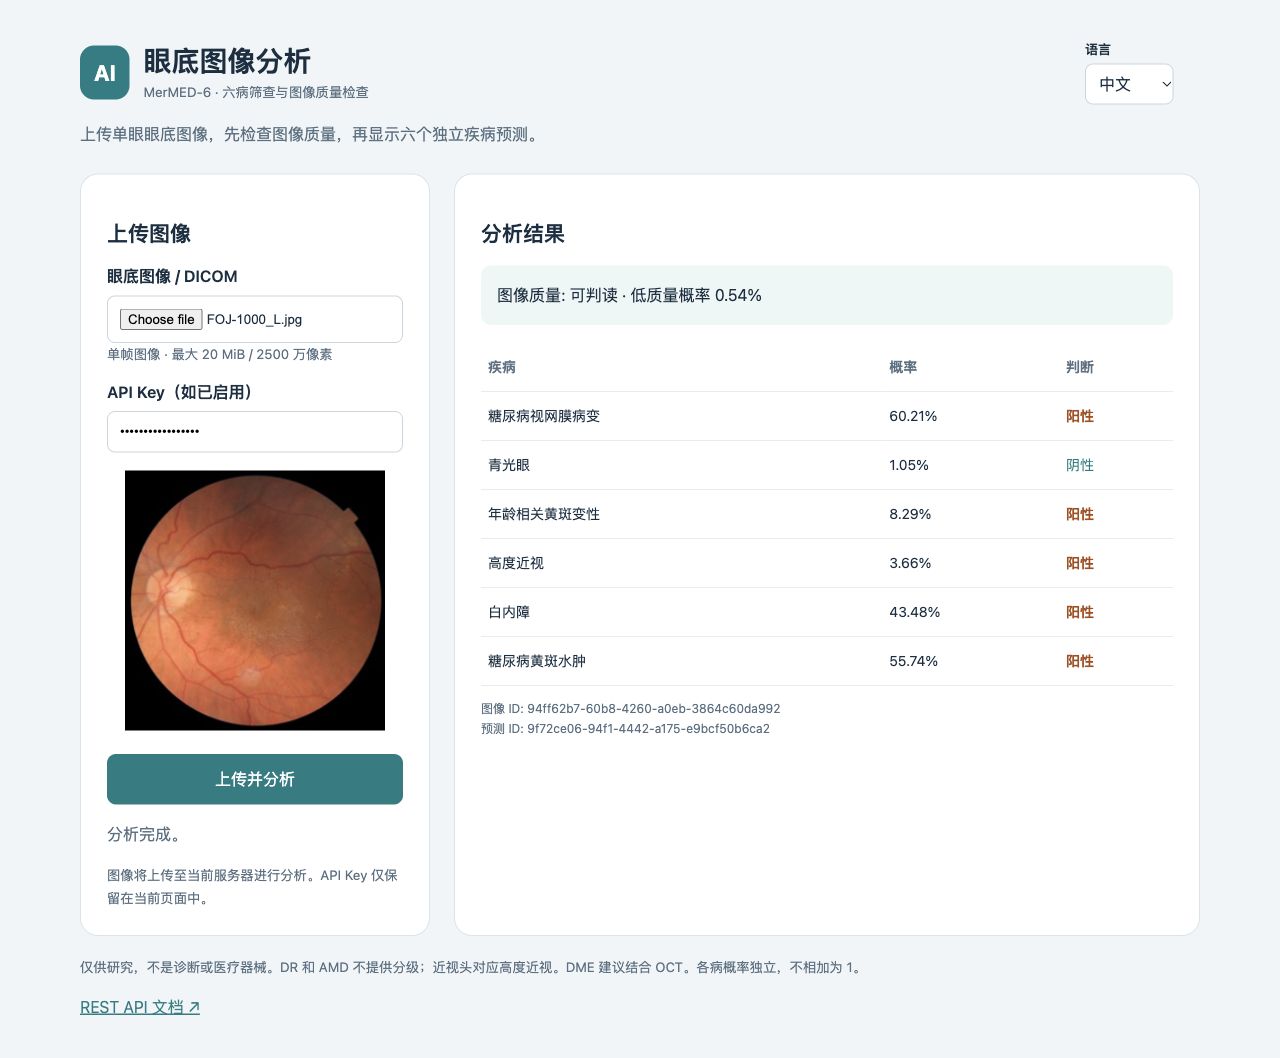 AI
眼底图像分析
MerMED-6 · 六病筛查与图像质量检查
语言
中文
上传单眼眼底图像，先检查图像质量，再显示六个独立疾病预测。
上传图像
眼底图像 / DICOM
Choose file FOJ-1000_L.jpg
单帧图像 · 最大 20 MiB / 2500 万像素
API Key（如已启用）
•••••••••••••••••
上传并分析
分析完成。
图像将上传至当前服务器进行分析。API Key 仅保
留在当前页面中。
分析结果
图像质量: 可判读 · 低质量概率 0.54%
疾病 概率 判断
糖尿病视网膜病变 60.21% 阳性
青光眼 1.05% 阴性
年龄相关黄斑变性 8.29% 阳性
高度近视 3.66% 阳性
白内障 43.48% 阳性
糖尿病黄斑水肿 55.74% 阳性
图像 ID: 94ff62b7-60b8-4260-a0eb-3864c60da992
预测 ID: 9f72ce06-94f1-4442-a175-e9bcf50b6ca2
仅供研究，不是诊断或医疗器械。DR 和 AMD 不提供分级；近视头对应高度近视。DME 建议结合 OCT。各病概率独立，不相加为 1。
REST API 文档 ↗